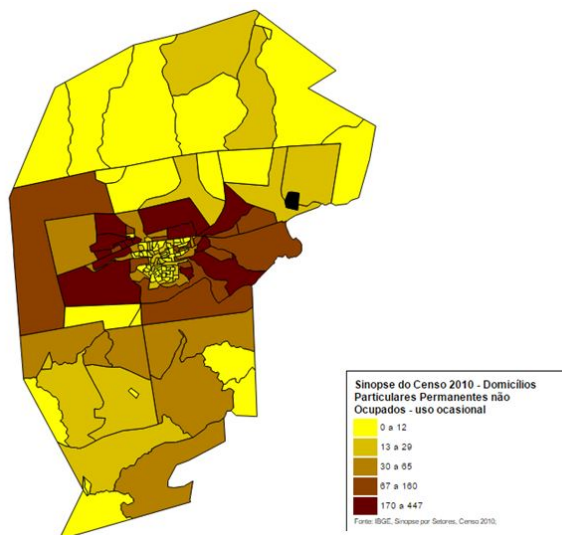 Sinopse do Censo 2010 - Domicílios
Particulares Permanentes não
Ocupados - uso ocasional
0 a 12
13 a 29
30 a 65
67 a 160
170 a 447
Fonte: IBGE, Sinopse por Setores, Censo 2010;